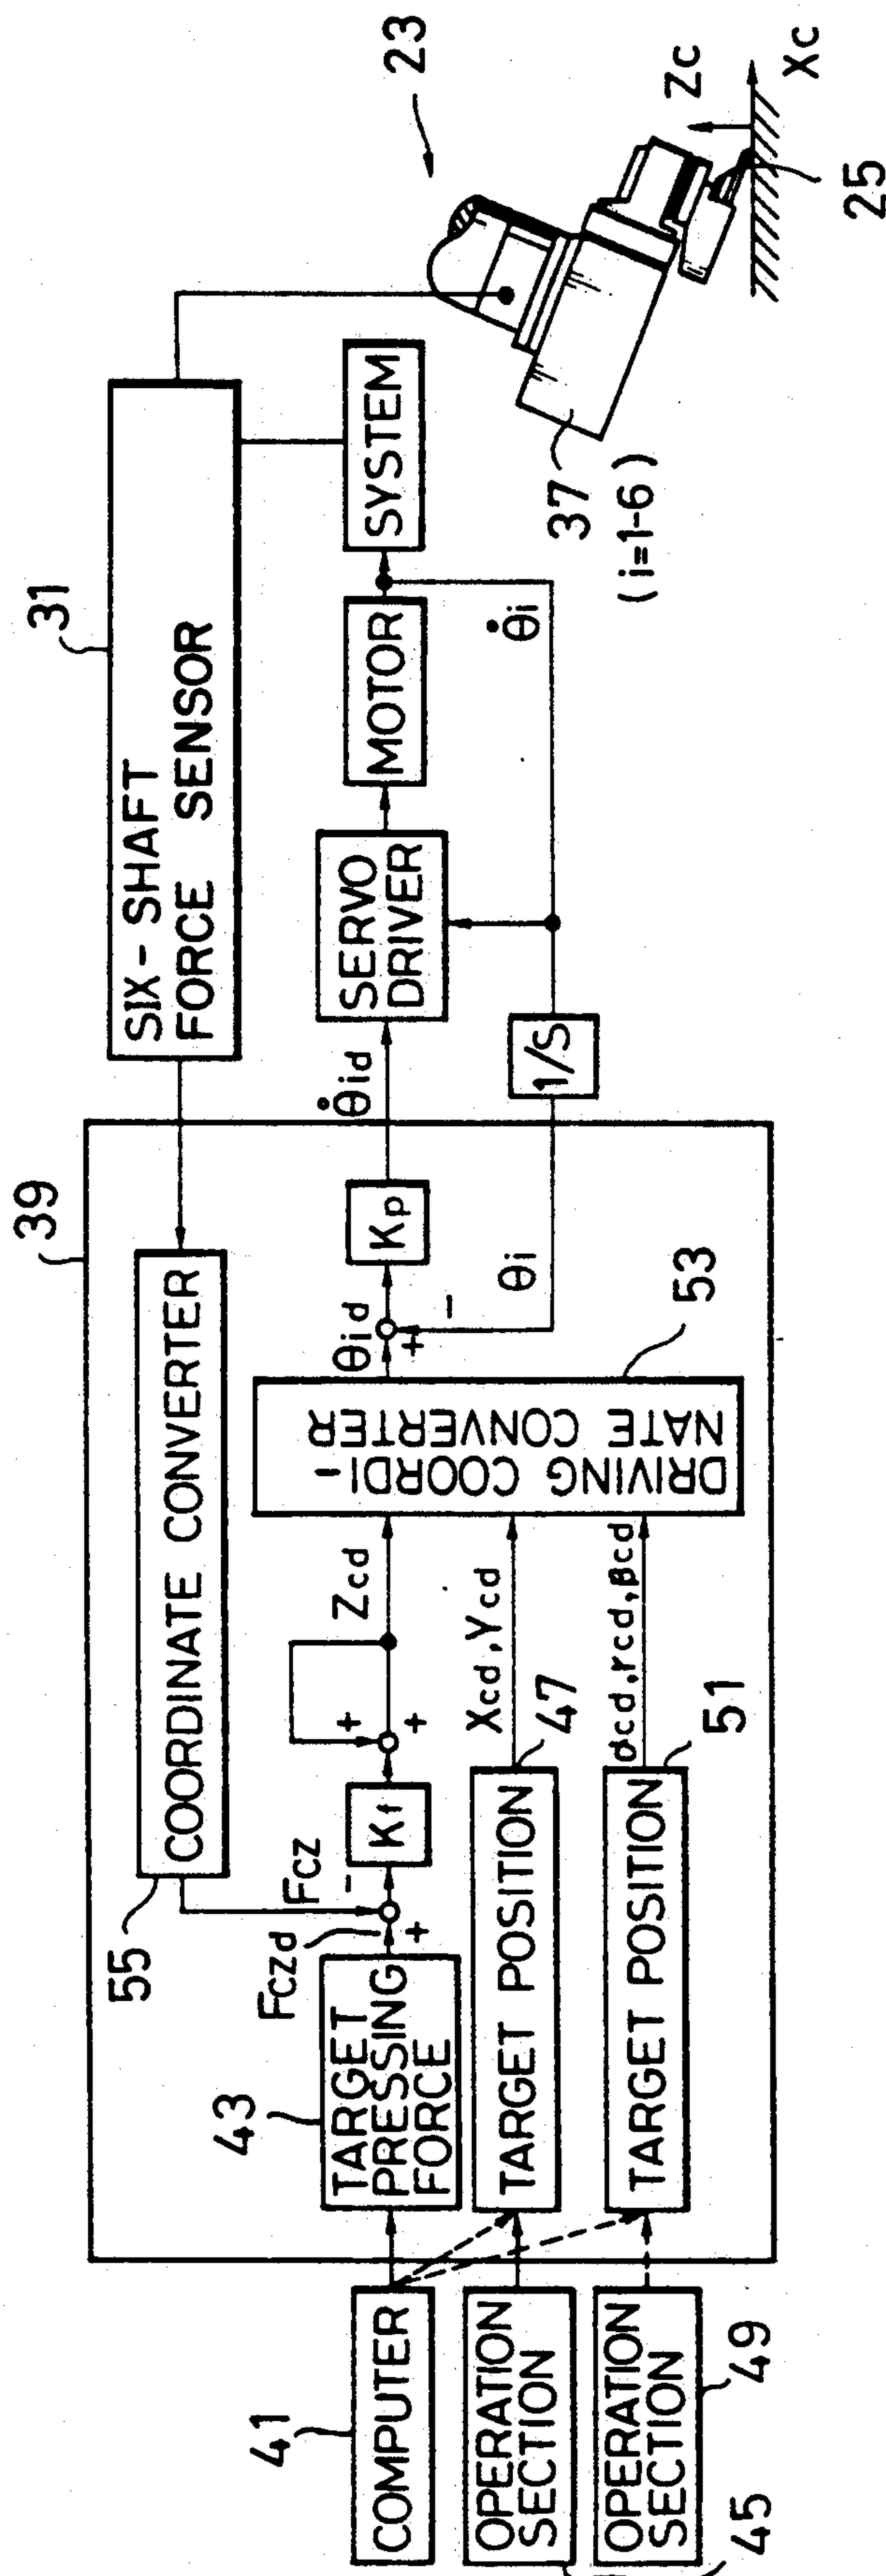 31
SIX-SHAFT
FORCE SENSOR
39
COORDINATE CONVERTER
55
Fcz
Fczd
43
TARGET
PRESSING
FORCE
+
-
Kf
+
+
Zcd
θid
+
-
Kp
θ̇id
SERVO
DRIVER
MOTOR
SYSTEM
θ̇i
1/S
θi
53
DRIVING COORDI-
NATE CONVERTER
41
COMPUTER
OPERATION
SECTION
45
TARGET POSITION
47
Xcd,Ycd
OPERATION
SECTION
49
TARGET POSITION
51
αcd,rcd,βcd
23
37
(i=1-6)
Zc
Xc
25